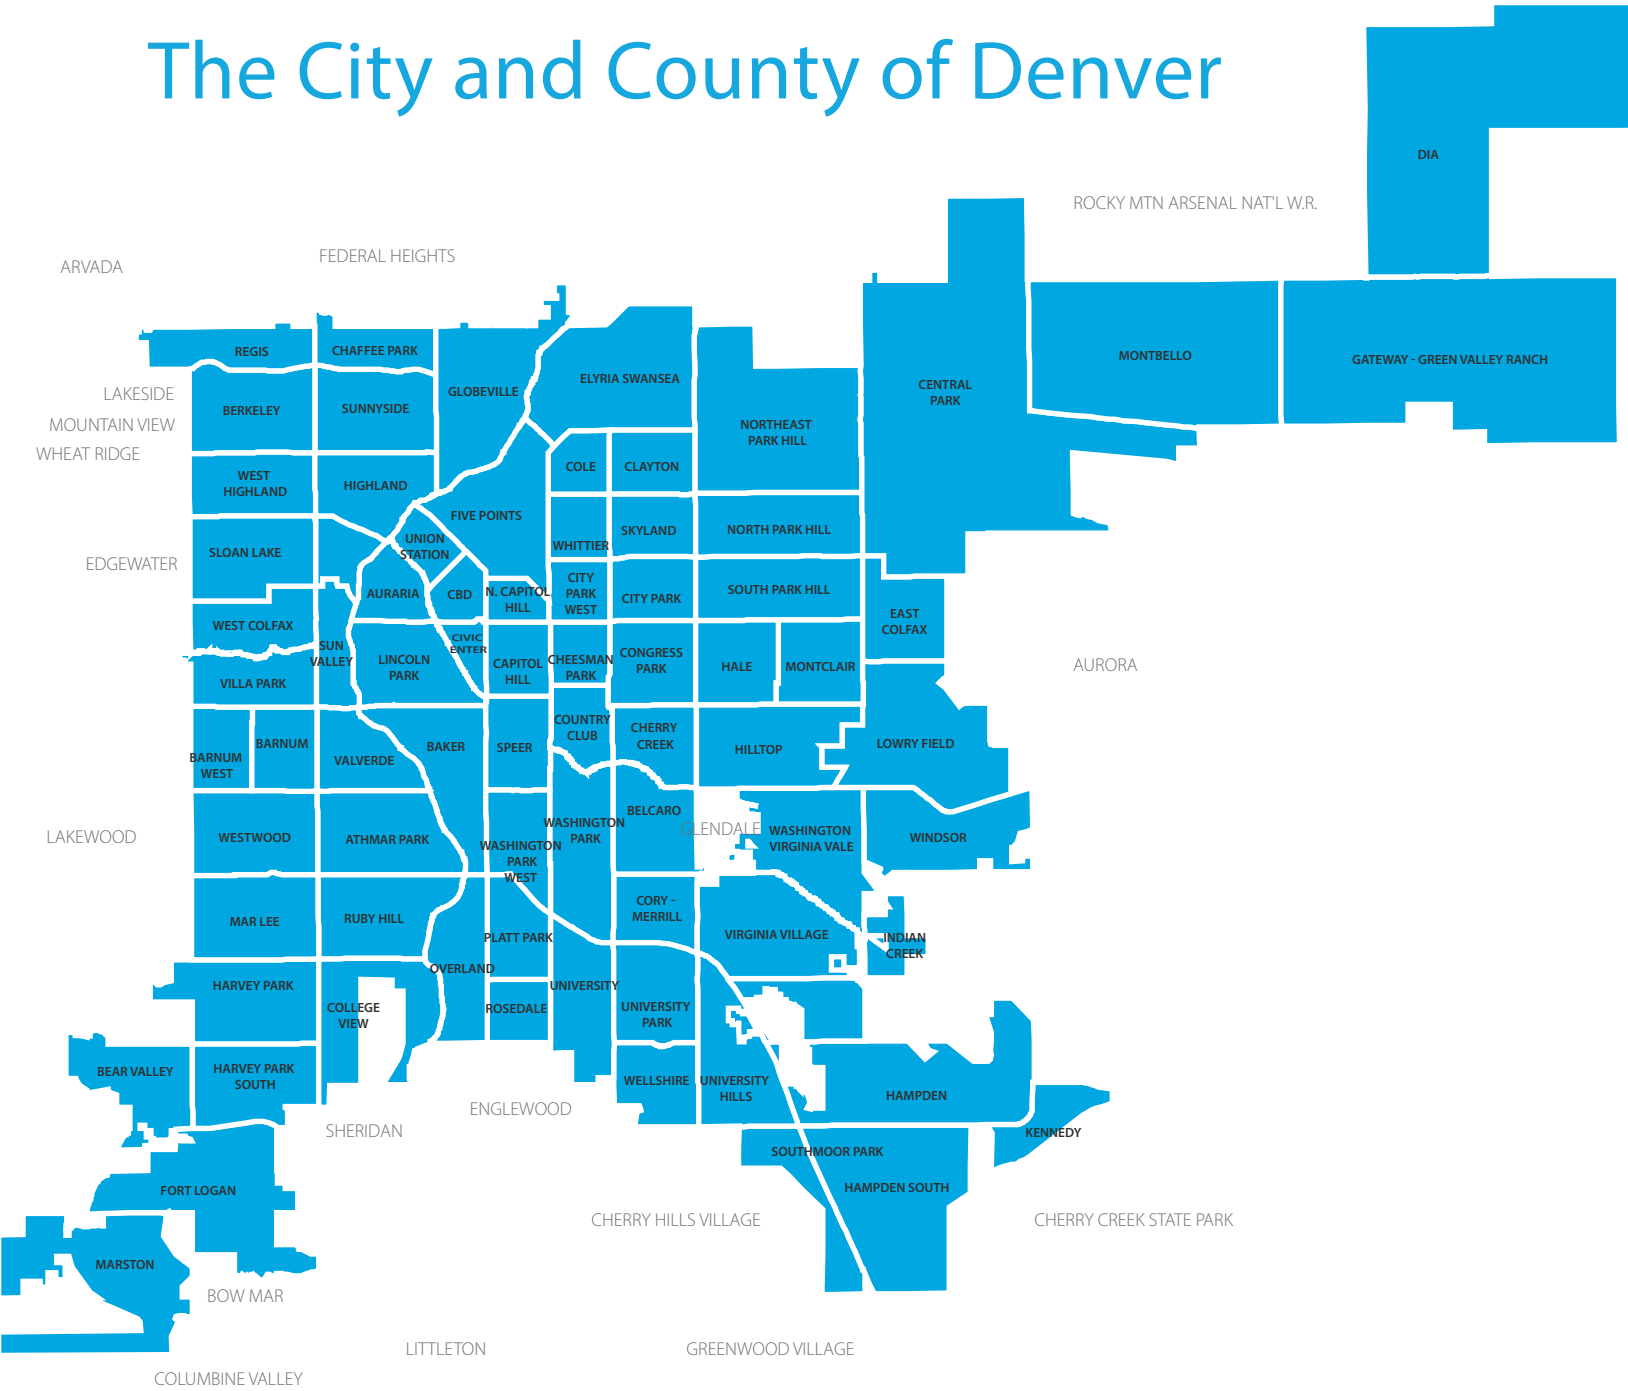 The City and County of Denver
DIA
ROCKY MTN ARSENAL NAT'L W.R.
FEDERAL HEIGHTS
ARVADA
REGIS
CHAFFEE PARK
MONTBELLO
GATEWAY - GREEN VALLEY RANCH
ELYRIA SWANSEA
CENTRAL
PARK
GLOBEVILLE
LAKESIDE
BERKELEY
SUNNYSIDE
MOUNTAIN VIEW
NORTHEAST
PARK HILL
WHEAT RIDGE
COLE
CLAYTON
WEST
HIGHLAND
HIGHLAND
FIVE POINTS
SKYLAND
NORTH PARK HILL
UNION
STATION
WHITTIER
SLOAN LAKE
EDGEWATER
CITY
PARK
WEST
AURARIA
CBD
N. CAPITOL
HILL
CITY PARK
SOUTH PARK HILL
EAST
COLFAX
WEST COLFAX
CIVIC
ENTER
SUN
VALLEY
LINCOLN
PARK
CAPITOL
HILL
CHEESMAN
PARK
CONGRESS
PARK
HALE
MONTCLAIR
AURORA
VILLA PARK
COUNTRY
CLUB
CHERRY
CREEK
BARNUM
BARNUM
WEST
VALVERDE
BAKER
SPEER
HILLTOP
LOWRY FIELD
LAKEWOOD
WESTWOOD
ATHMAR PARK
WASHINGTON
PARK
WEST
WASHINGTON
PARK
BELCARO
GLENDALE
WASHINGTON
VIRGINIA VALE
WINDSOR
MAR LEE
RUBY HILL
CORY -
MERRILL
PLATT PARK
VIRGINIA VILLAGE
INDIAN
CREEK
OVERLAND
HARVEY PARK
COLLEGE
VIEW
ROSEDALE
UNIVERSITY
UNIVERSITY
PARK
BEAR VALLEY
HARVEY PARK
SOUTH
WELLSHIRE
UNIVERSITY
HILLS
HAMPDEN
ENGLEWOOD
SHERIDAN
KENNEDY
SOUTHMOOR PARK
FORT LOGAN
HAMPDEN SOUTH
CHERRY HILLS VILLAGE
CHERRY CREEK STATE PARK
MARSTON
BOW MAR
LITTLETON
GREENWOOD VILLAGE
COLUMBINE VALLEY